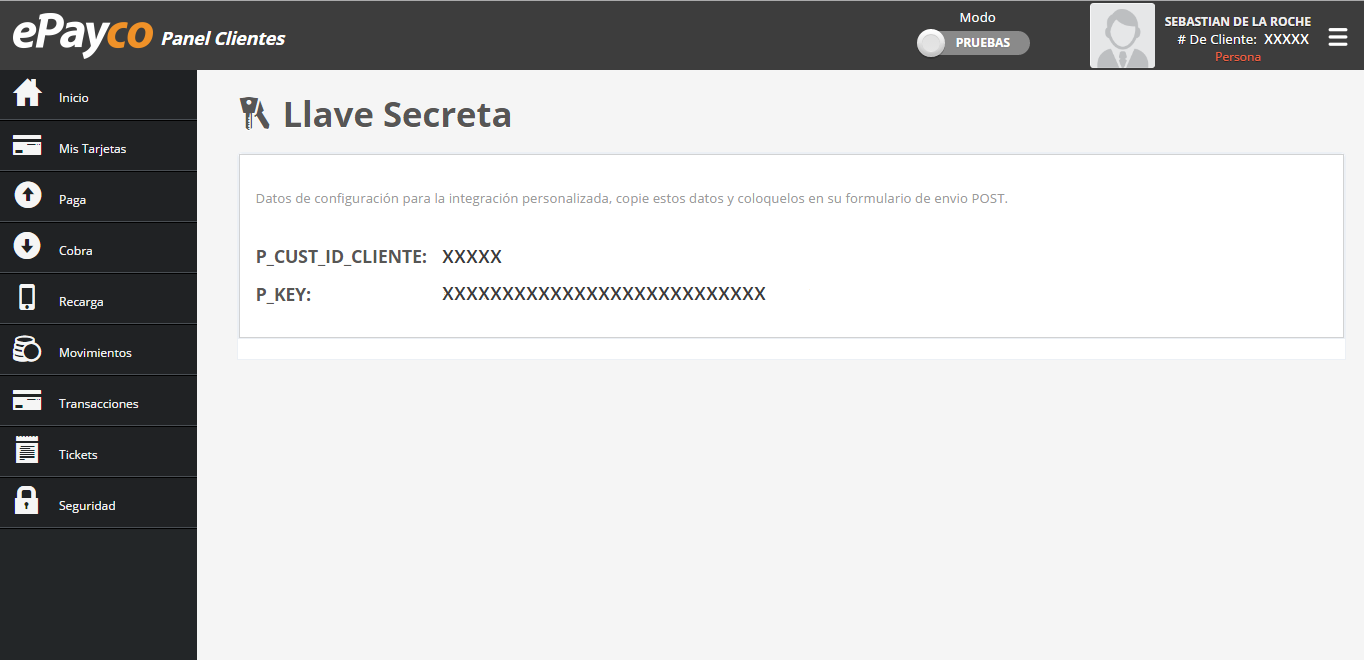 ePayco Panel Clientes
Modo
PRUEBAS
SEBASTIAN DE LA ROCHE
# De Cliente: XXXXX
Persona
Inicio
Mis Tarjetas
Paga
Cobra
Recarga
Movimientos
Transacciones
Tickets
Seguridad
Llave Secreta
Datos de configuración para la integración personalizada, copie estos datos y coloquelos en su formulario de envio POST.
P_CUST_ID_CLIENTE: XXXXX
P_KEY: XXXXXXXXXXXXXXXXXXXXXXXXXXX